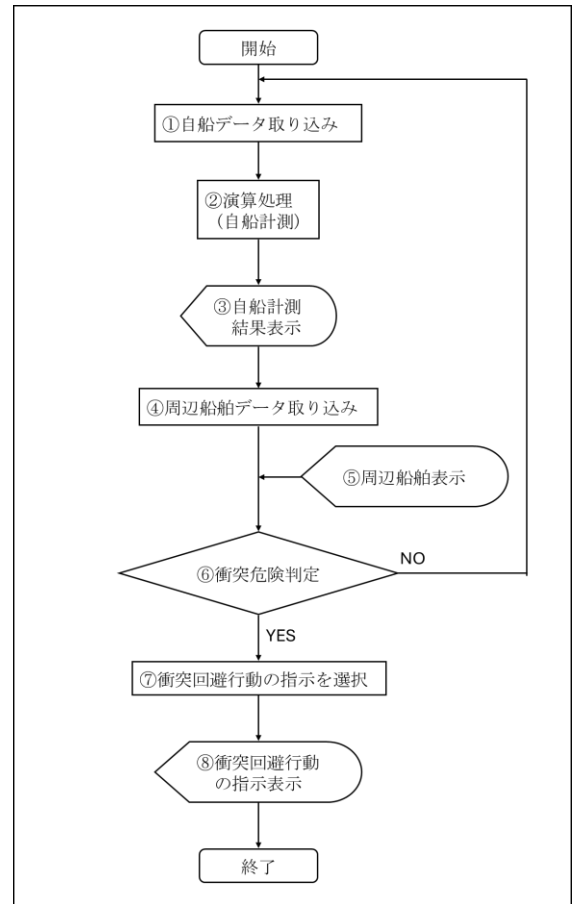 開始
①自船データ取り込み
②演算処理
（自船計測）
③自船計測
結果表示
④周辺船舶データ取り込み
⑤周辺船舶表示
⑥衝突危険判定
NO
YES
⑦衝突回避行動の指示を選択
⑧衝突回避行動
の指示表示
終了